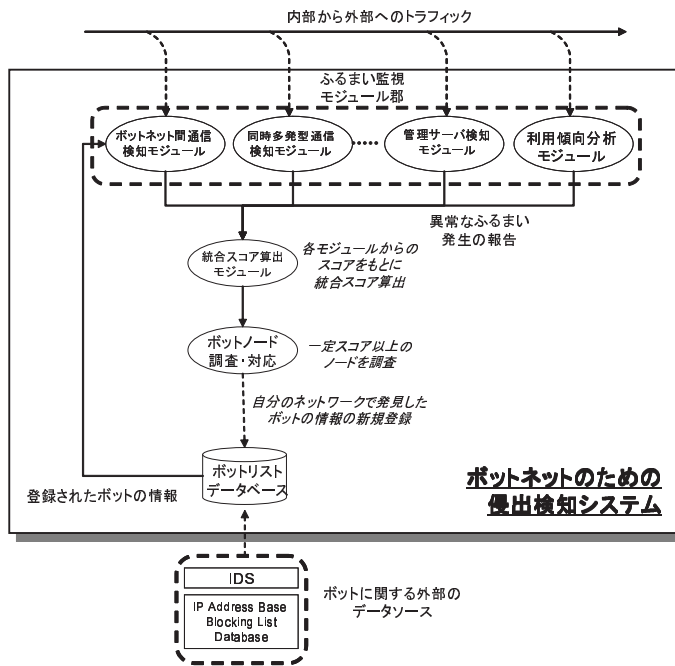 内部から外部へのトラフィック
ふるまい監視
モジュール郡
ボットネット間通信
検知モジュール
同時多発型通信
検知モジュール
管理サーバ検知
モジュール
利用傾向分析
モジュール
異常なふるまい
発生の報告
統合スコア算出
モジュール
各モジュールからの
スコアをもとに
統合スコア算出
ボットノード
調査・対応
一定スコア以上の
ノードを調査
自分のネットワークで発見した
ボットの情報の新規登録
ボットリスト
データベース
登録されたボットの情報
ボットネットのための
侵出検知システム
IDS
IP Address Base
Blocking List
Database
ボットに関する外部の
データソース